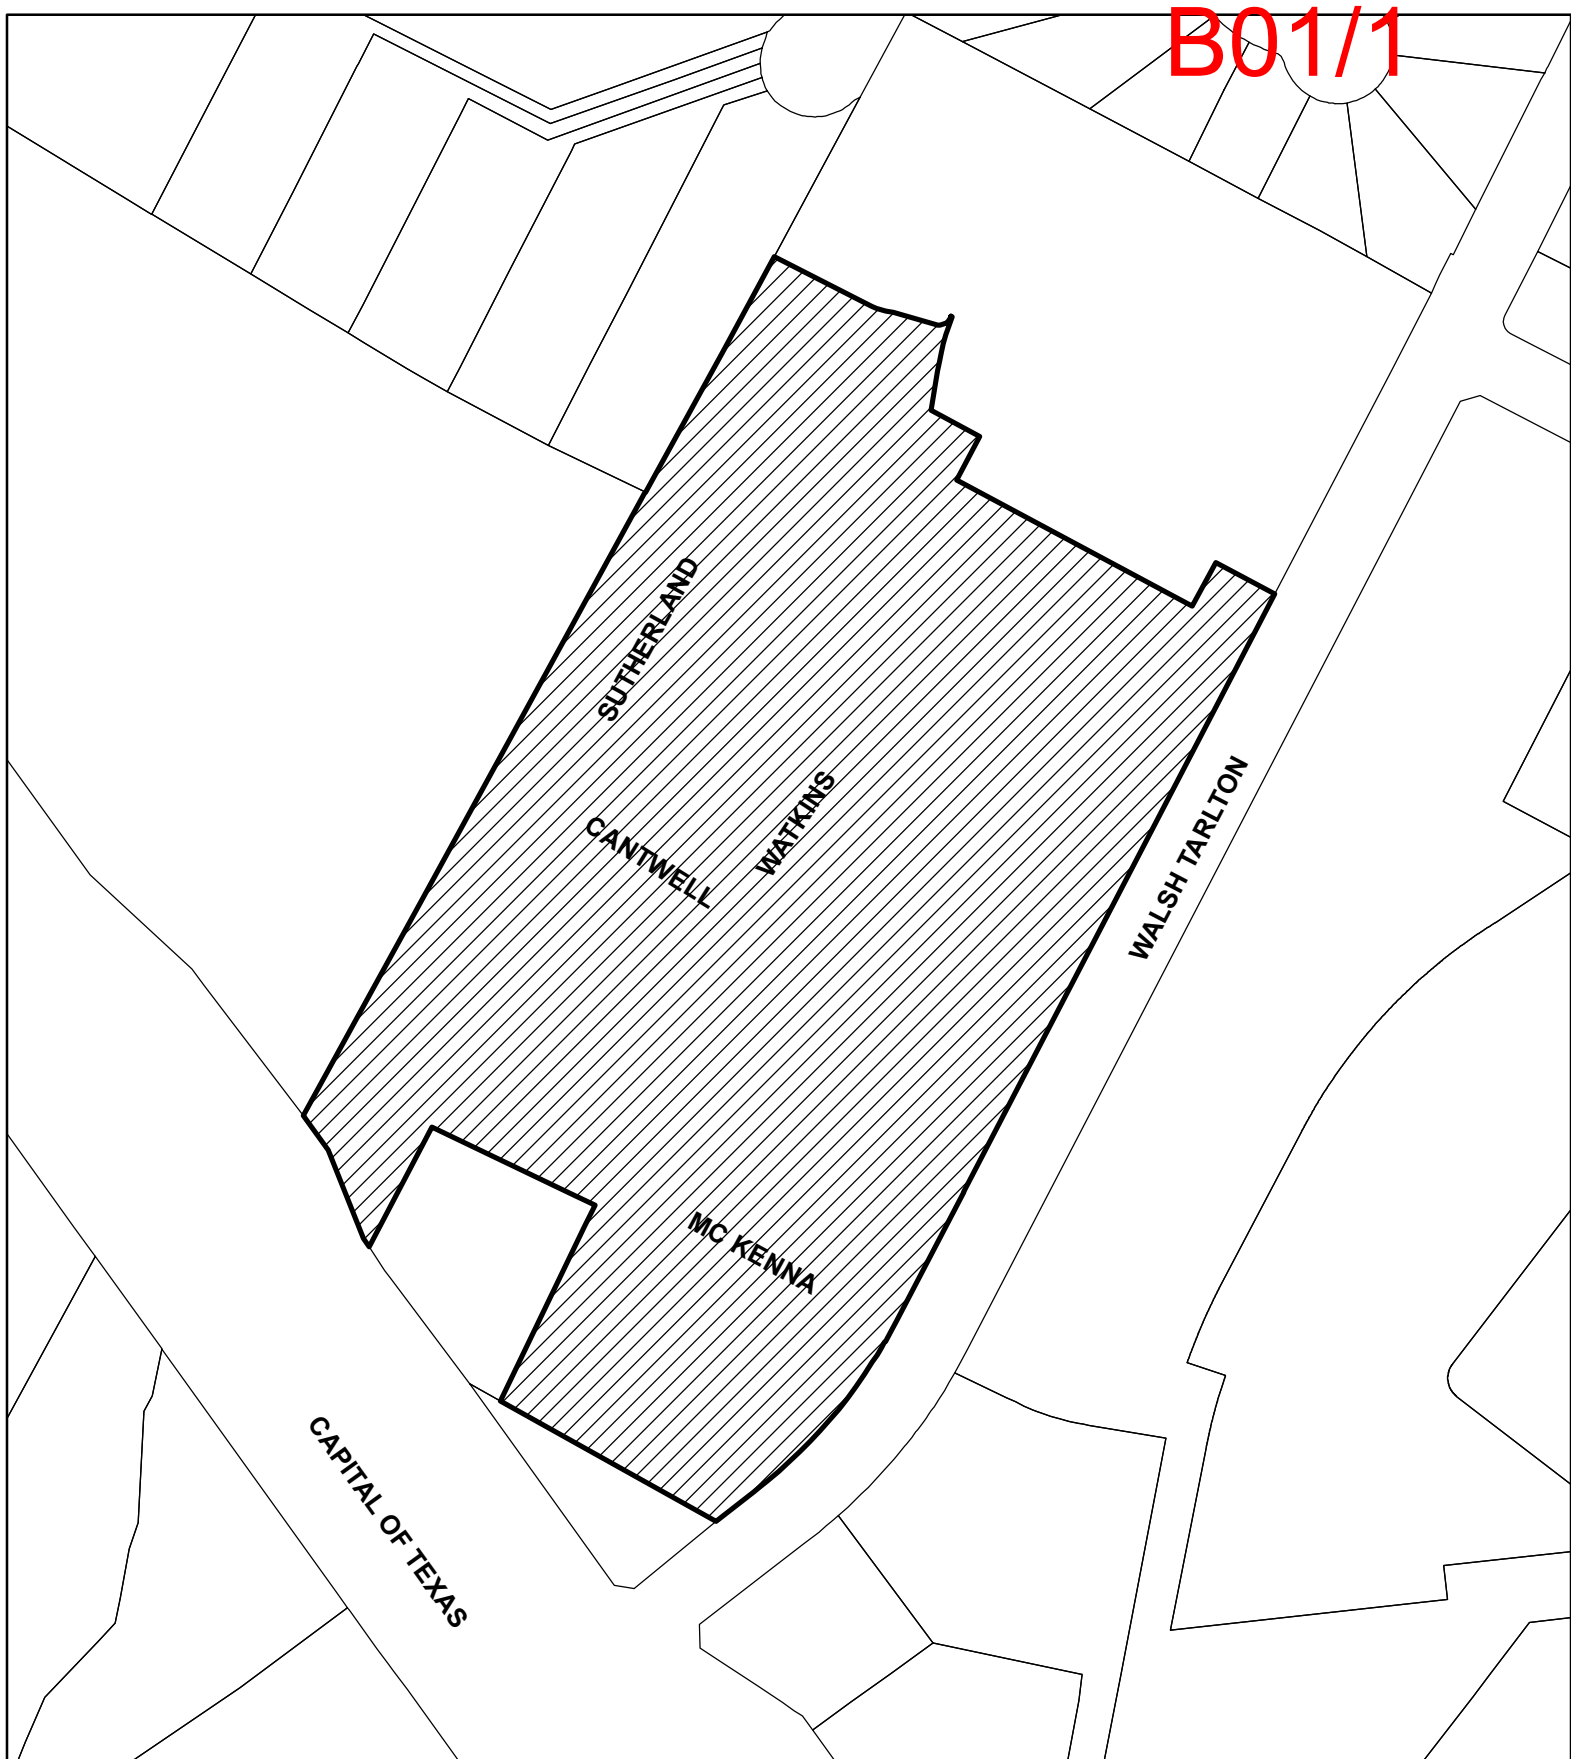 B01/1
SUTHERLAND
WATKINS
CANTWELL
WALSH TARLTON
MC KENNA
CAPITAL OF TEXAS